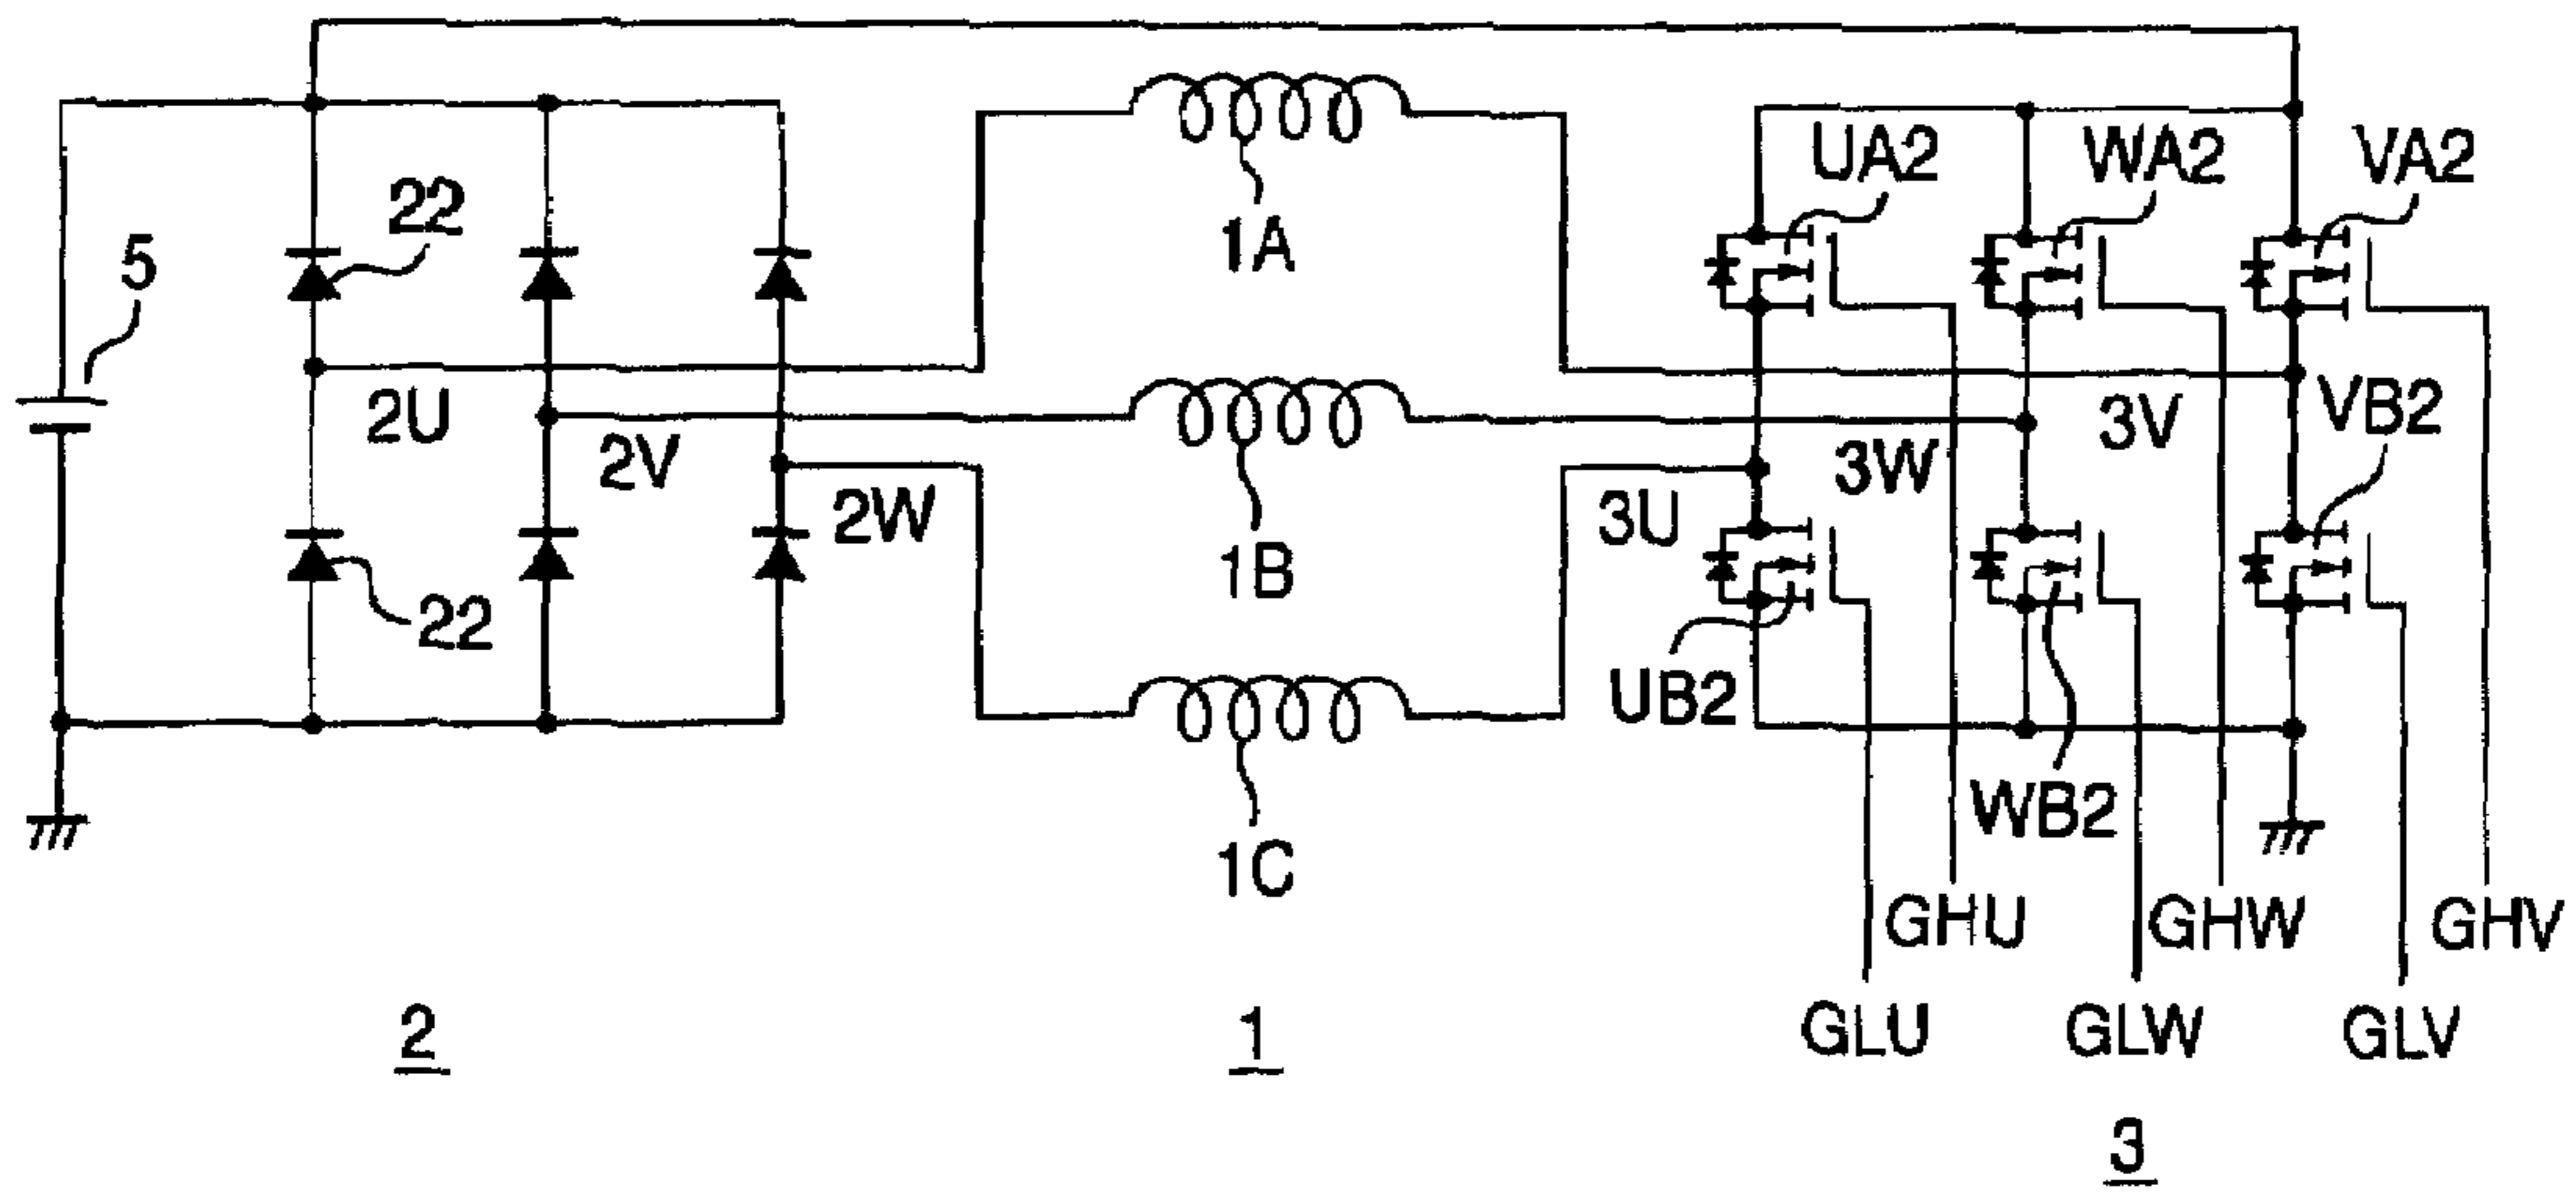 UA2 WA2 VA2
22
1A
5
2U 3V VB2
2V 3W
2W 3U
1B
22
UB2
WB2
1C
GHU GHW GHV
GLU GLW GLV
2 1
3